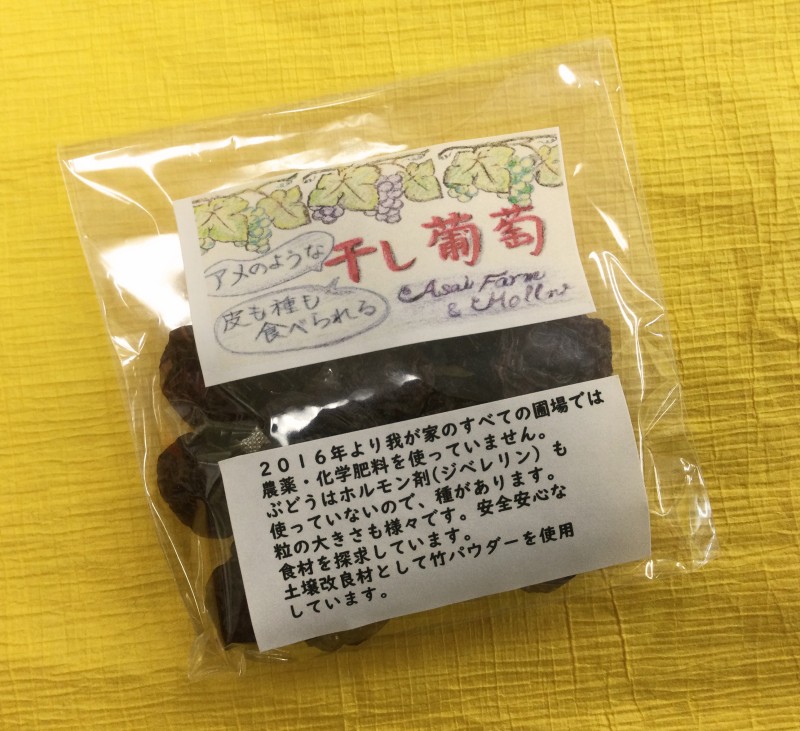 干し葡萄
アメのような
皮も種も
食べられる
Asai Farm
&
2016年より我が家のすべての圃場では
農薬・化学肥料を使っていません。
ぶどうはホルモン剤(ジベレリン)も
使っていないので、種があります。
粒の大きさも様々です。安全安心な
食材を探求しています。
土壌改良材として竹パウダーを使用
しています。